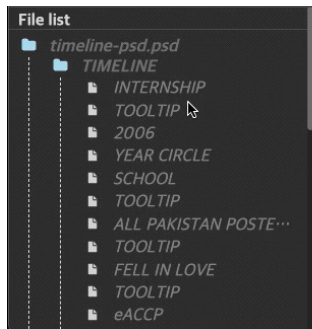 File list
timeline-psd.psd
TIMELINE
INTERNSHIP
TOOLTIP
2006
YEAR CIRCLE
SCHOOL
TOOLTIP
ALL PAKISTAN POSTE···
TOOLTIP
FELL IN LOVE
TOOLTIP
eACCP